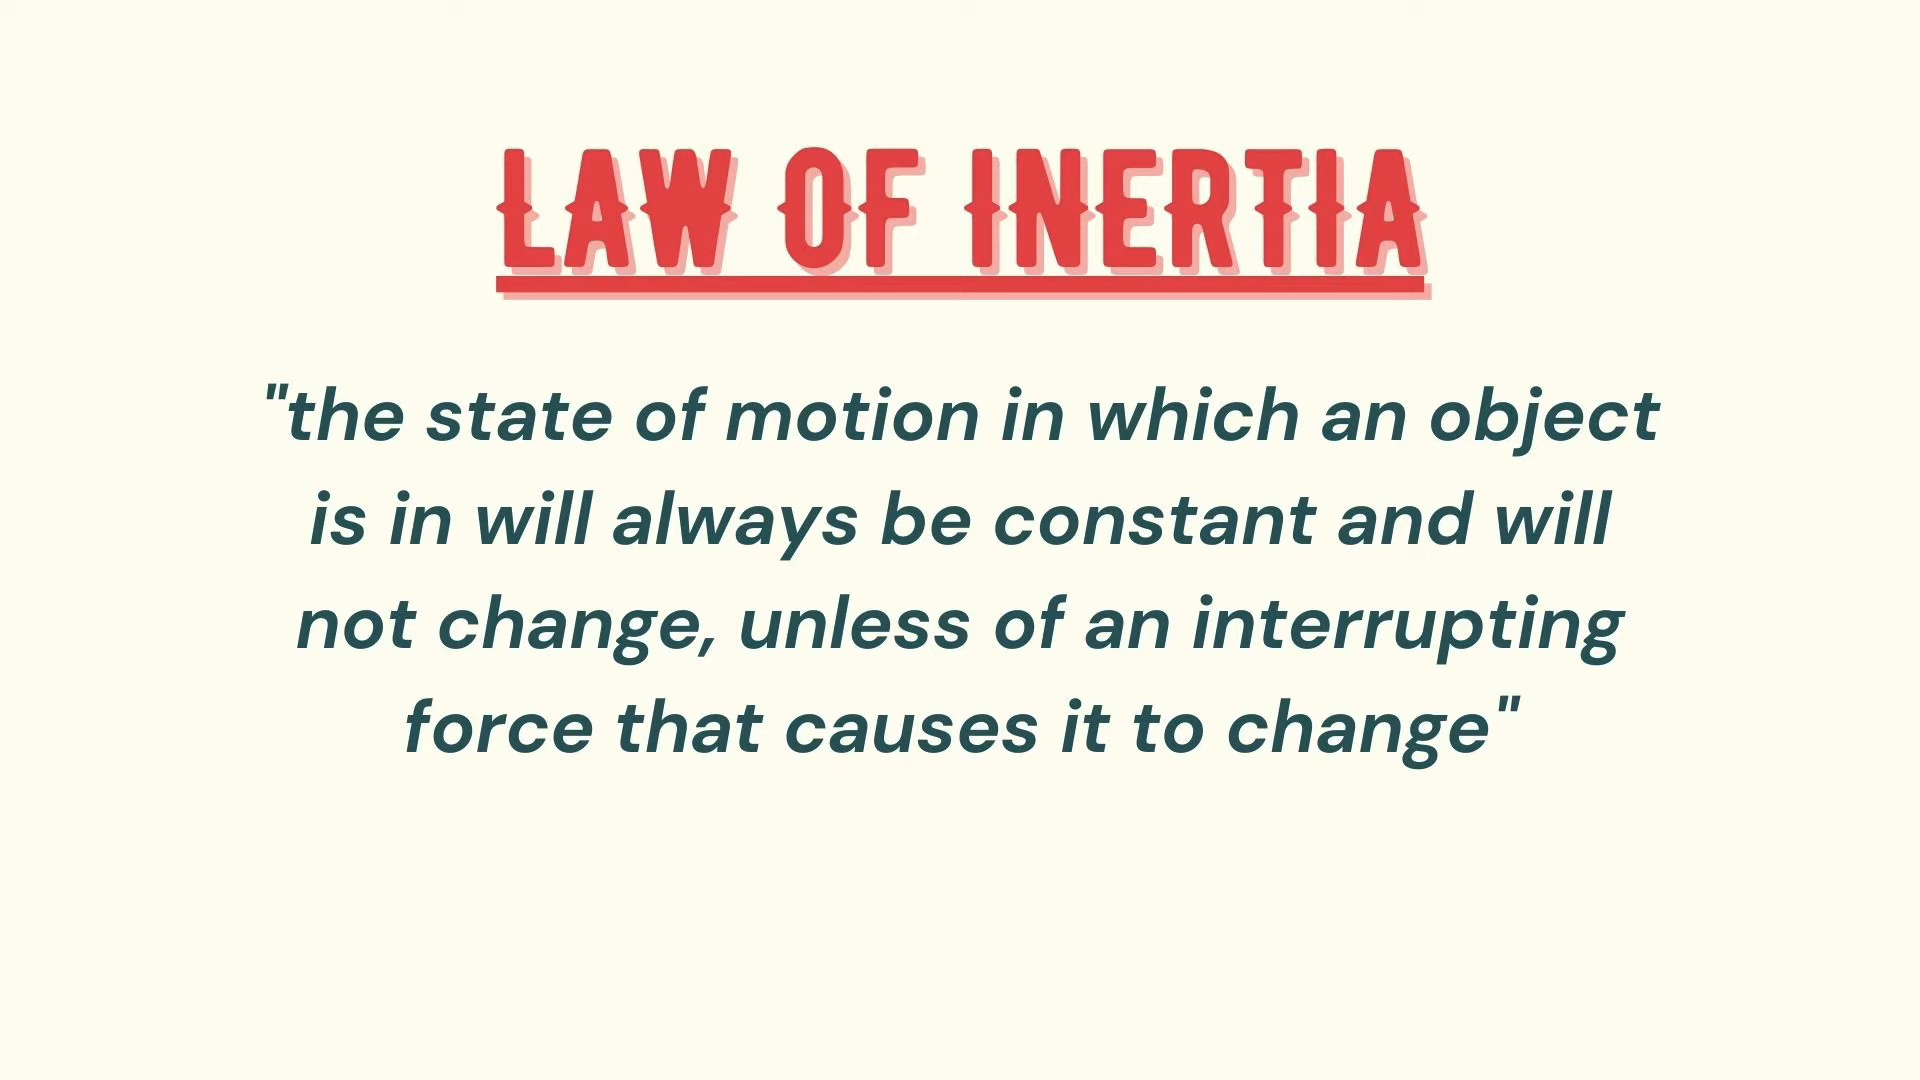 LAW OF INERTIA
"the state of motion in which an object
is in will always be constant and will
not change, unless of an interrupting
force that causes it to change"